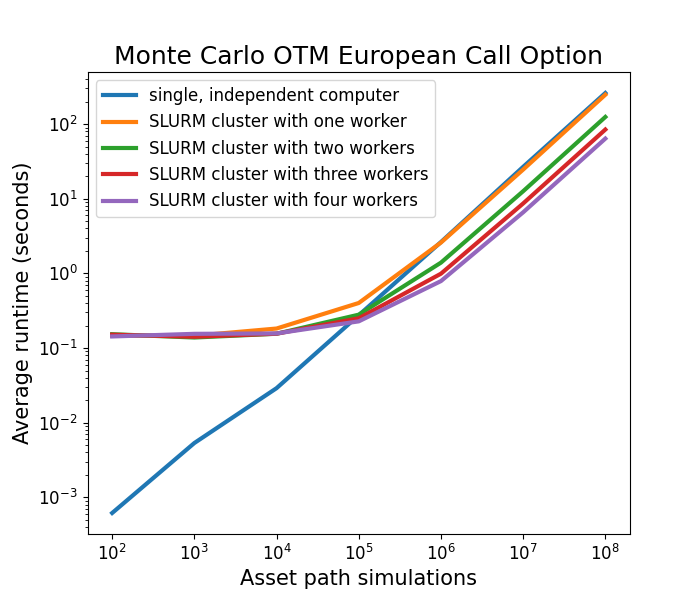 Monte Carlo OTM European Call Option
single, independent computer
SLURM cluster with one worker
SLURM cluster with two workers
SLURM cluster with three workers
SLURM cluster with four workers
Average runtime (seconds)
10²
10¹
10⁰
10⁻¹
10⁻²
10⁻³
10² 10³ 10⁴ 10⁵ 10⁶ 10⁷ 10⁸
Asset path simulations